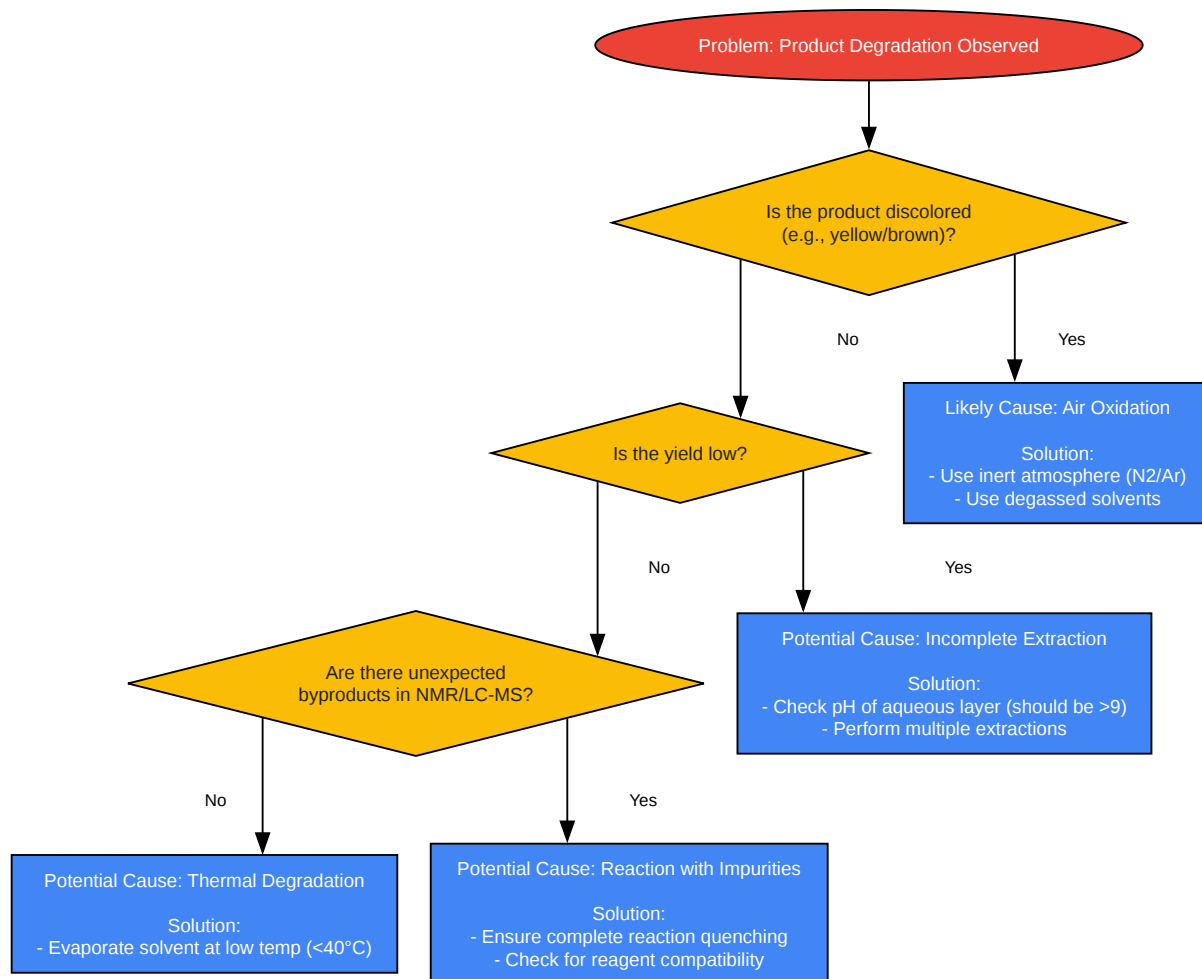 Problem: Product Degradation Observed
Is the product discolored
(e.g., yellow/brown)?
No
Yes
Likely Cause: Air Oxidation
Solution:
- Use inert atmosphere (N2/Ar)
- Use degassed solvents
Is the yield low?
No
Yes
Potential Cause: Incomplete Extraction
Solution:
- Check pH of aqueous layer (should be >9)
- Perform multiple extractions
Are there unexpected
byproducts in NMR/LC-MS?
No
Yes
Potential Cause: Thermal Degradation
Solution:
- Evaporate solvent at low temp (<40°C)
Potential Cause: Reaction with Impurities
Solution:
- Ensure complete reaction quenching
- Check for reagent compatibility